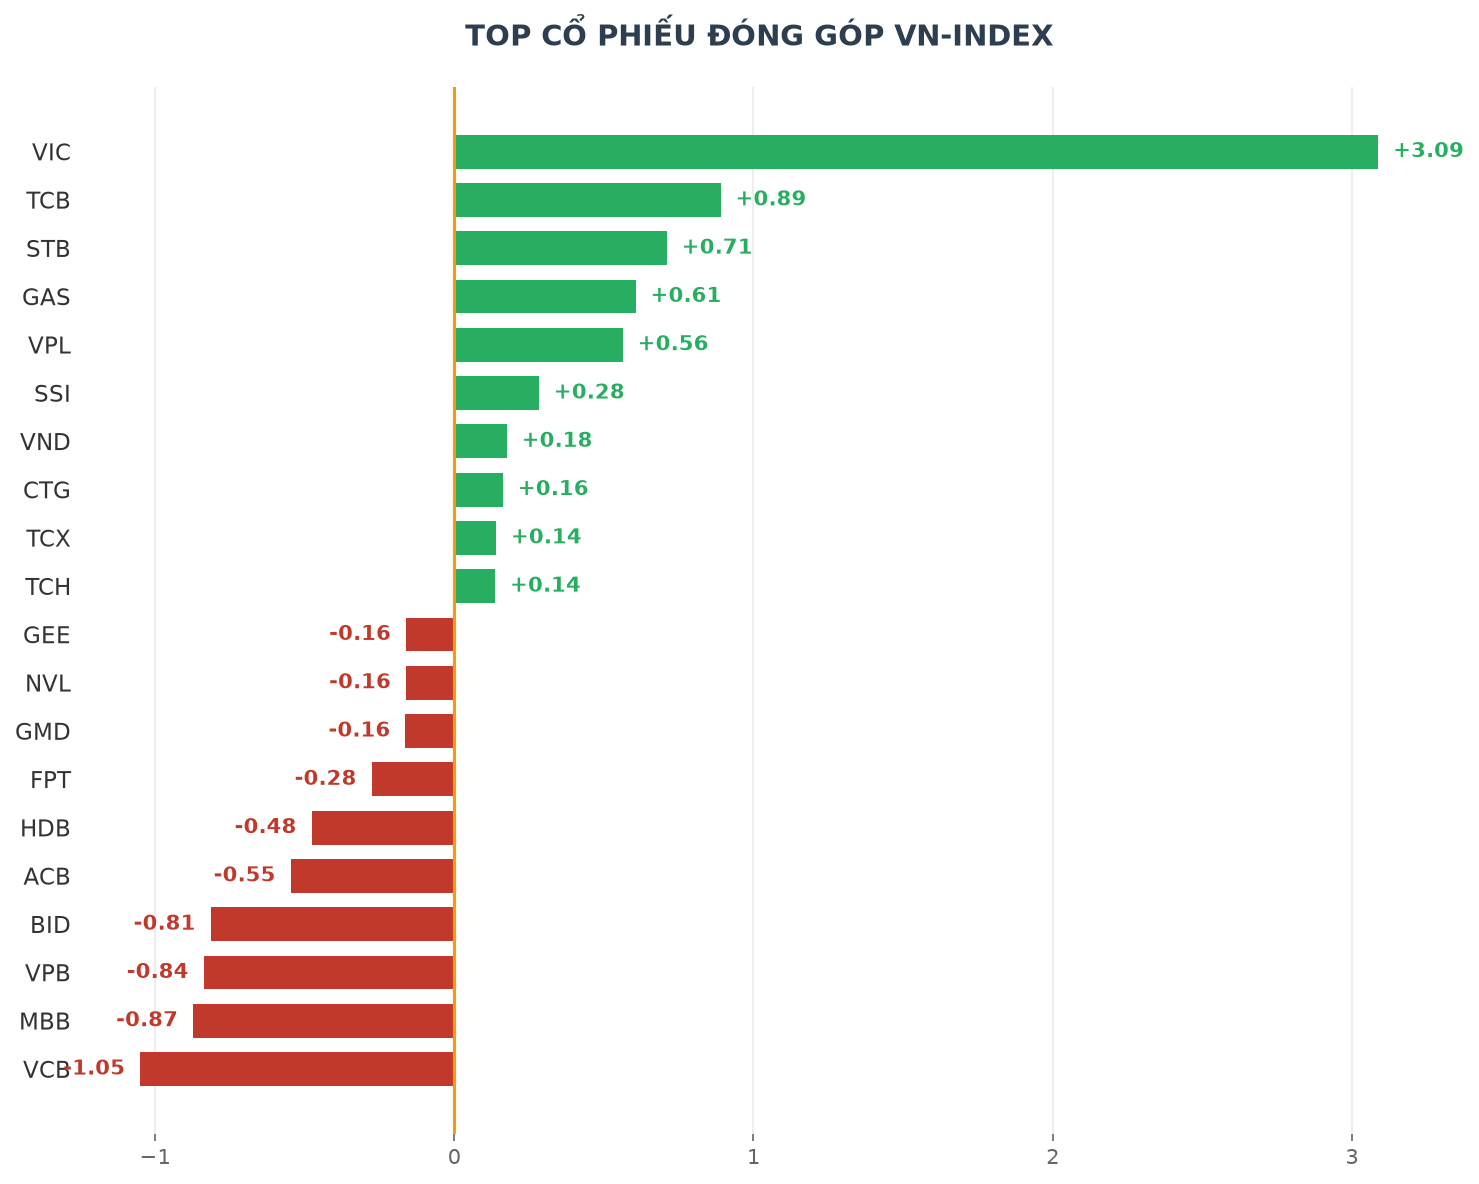 TOP CỔ PHIẾU ĐÓNG GÓP VN-INDEX
VIC +3.09
TCB +0.89
STB +0.71
GAS +0.61
VPL +0.56
SSI +0.28
VND +0.18
CTG +0.16
TCX +0.14
TCH +0.14
GEE -0.16
NVL -0.16
GMD -0.16
FPT -0.28
HDB -0.48
ACB -0.55
BID -0.81
VPB -0.84
MBB -0.87
VCB -1.05
−1 0 1 2 3